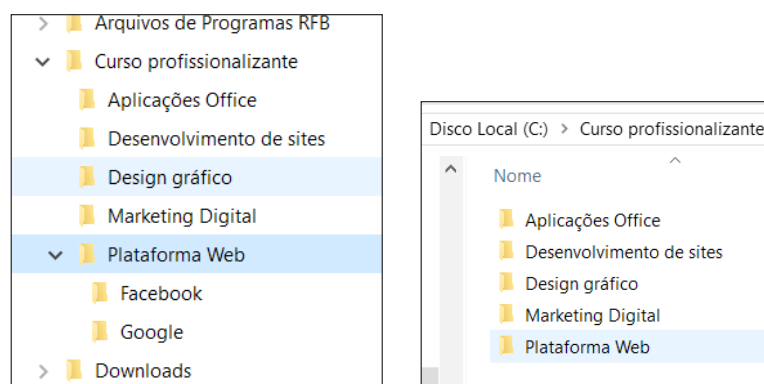 Arquivos de Programas RFB
Curso profissionalizante
Aplicações Office
Desenvolvimento de sites
Design gráfico
Marketing Digital
Plataforma Web
Facebook
Google
Downloads
Disco Local (C:) > Curso profissionalizante
Nome
Aplicações Office
Desenvolvimento de sites
Design gráfico
Marketing Digital
Plataforma Web